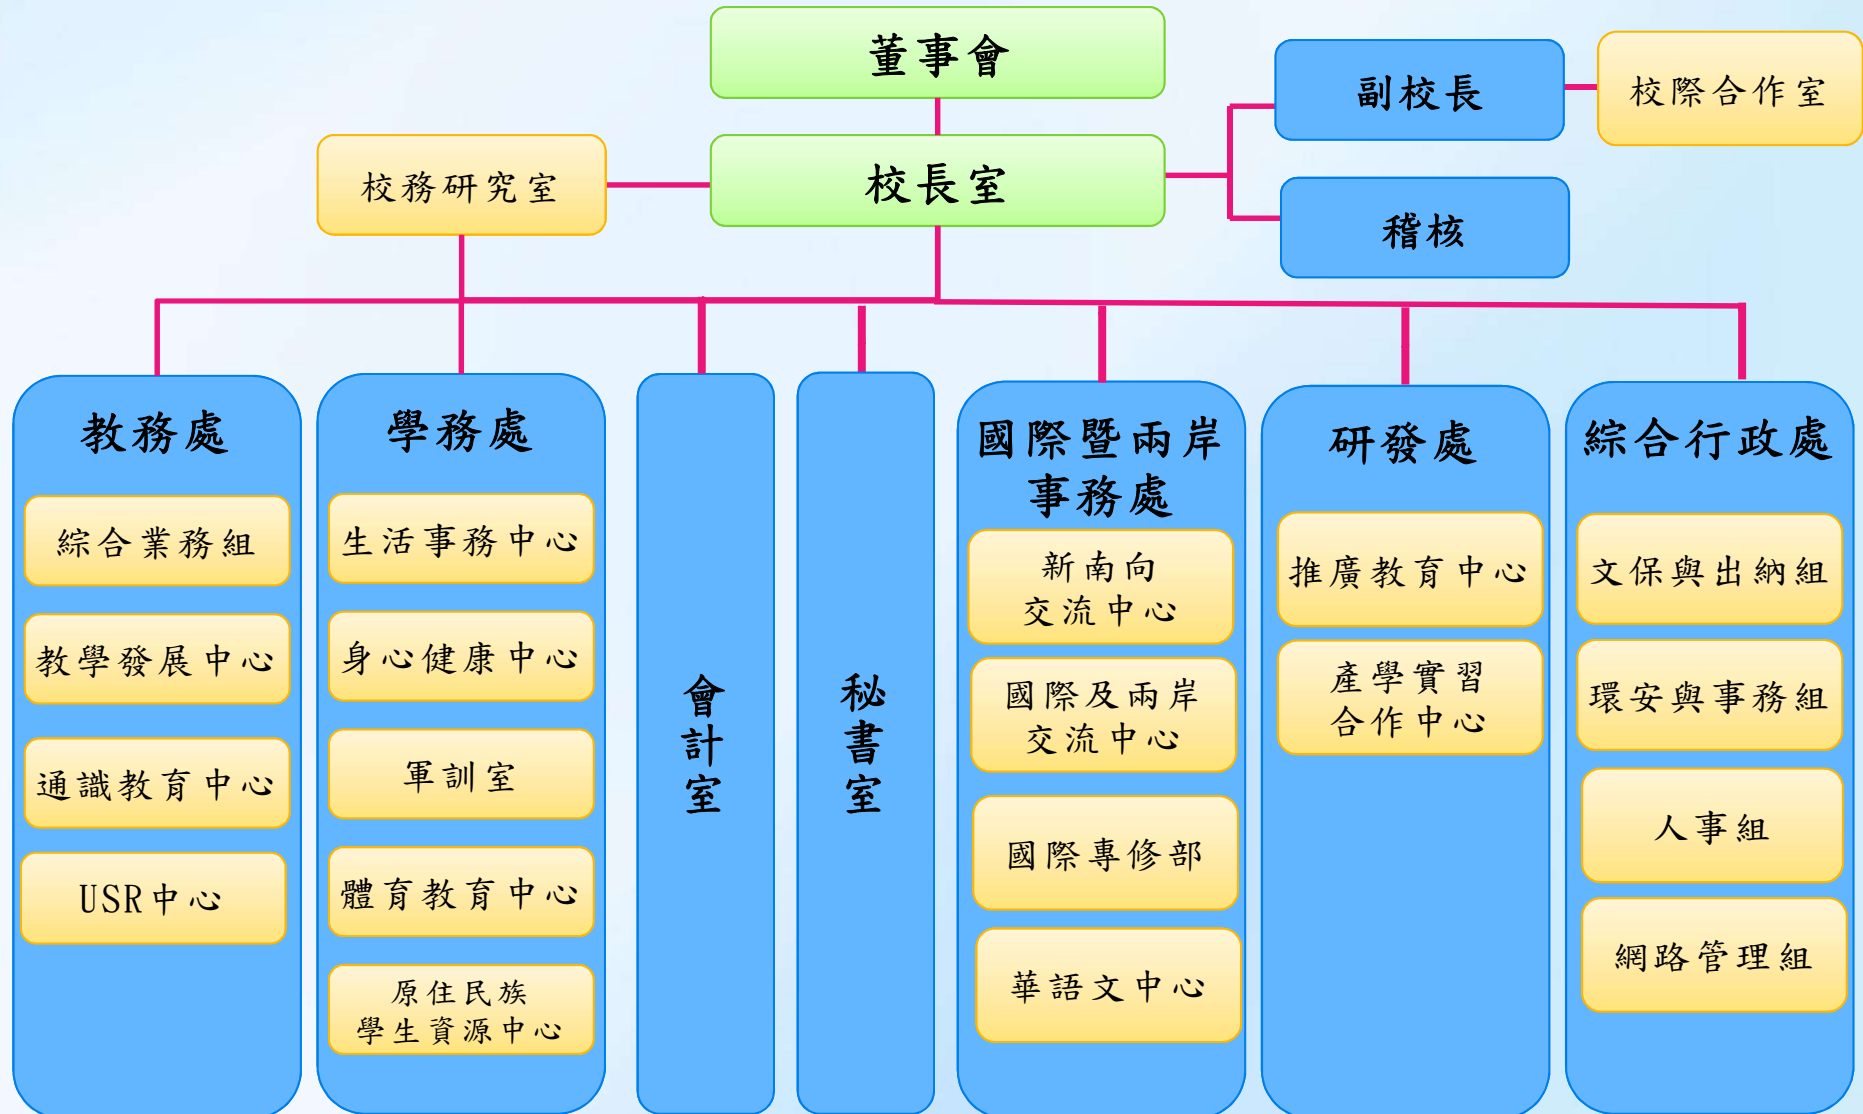 董事會
副校長
校際合作室
校務研究室
校長室
稽核
教務處
綜合業務組
教學發展中心
通識教育中心
USR中心
學務處
生活事務中心
身心健康中心
軍訓室
體育教育中心
原住民族
學生資源中心
會計室
秘書室
國際暨兩岸
事務處
新南向
交流中心
國際及兩岸
交流中心
國際專修部
華語文中心
研發處
推廣教育中心
產學實習
合作中心
綜合行政處
文保與出納組
環安與事務組
人事組
網路管理組